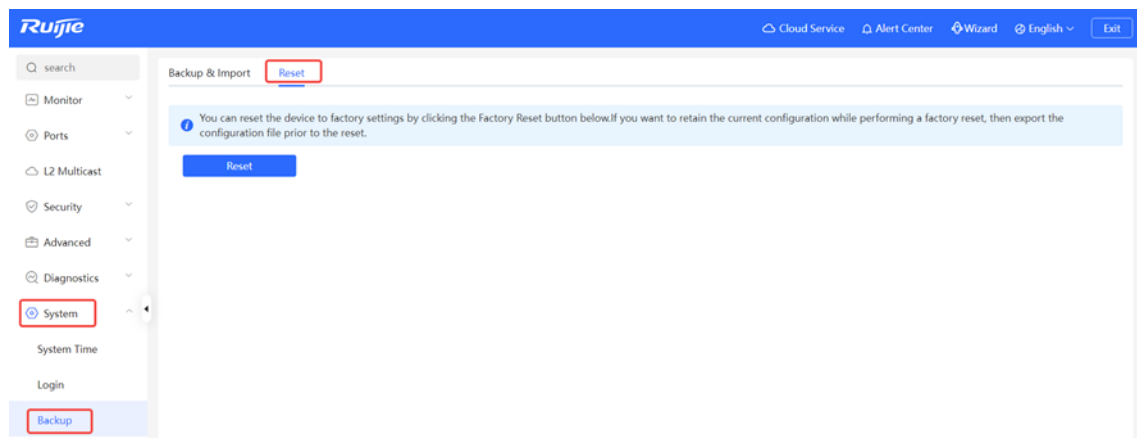 Ruijie
Cloud Service
Alert Center
Wizard
English
Exit
search
Monitor
Ports
L2 Multicast
Security
Advanced
Diagnostics
System
System Time
Login
Backup
Backup & Import
Reset
You can reset the device to factory settings by clicking the Factory Reset button below.If you want to retain the current configuration while performing a factory reset, then export the
configuration file prior to the reset.
Reset